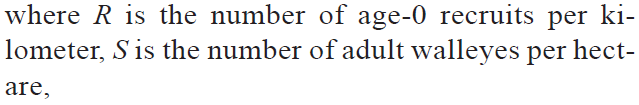 where R is the number of age-0 recruits per ki-
lometer, S is the number of adult walleyes per hect-
are,